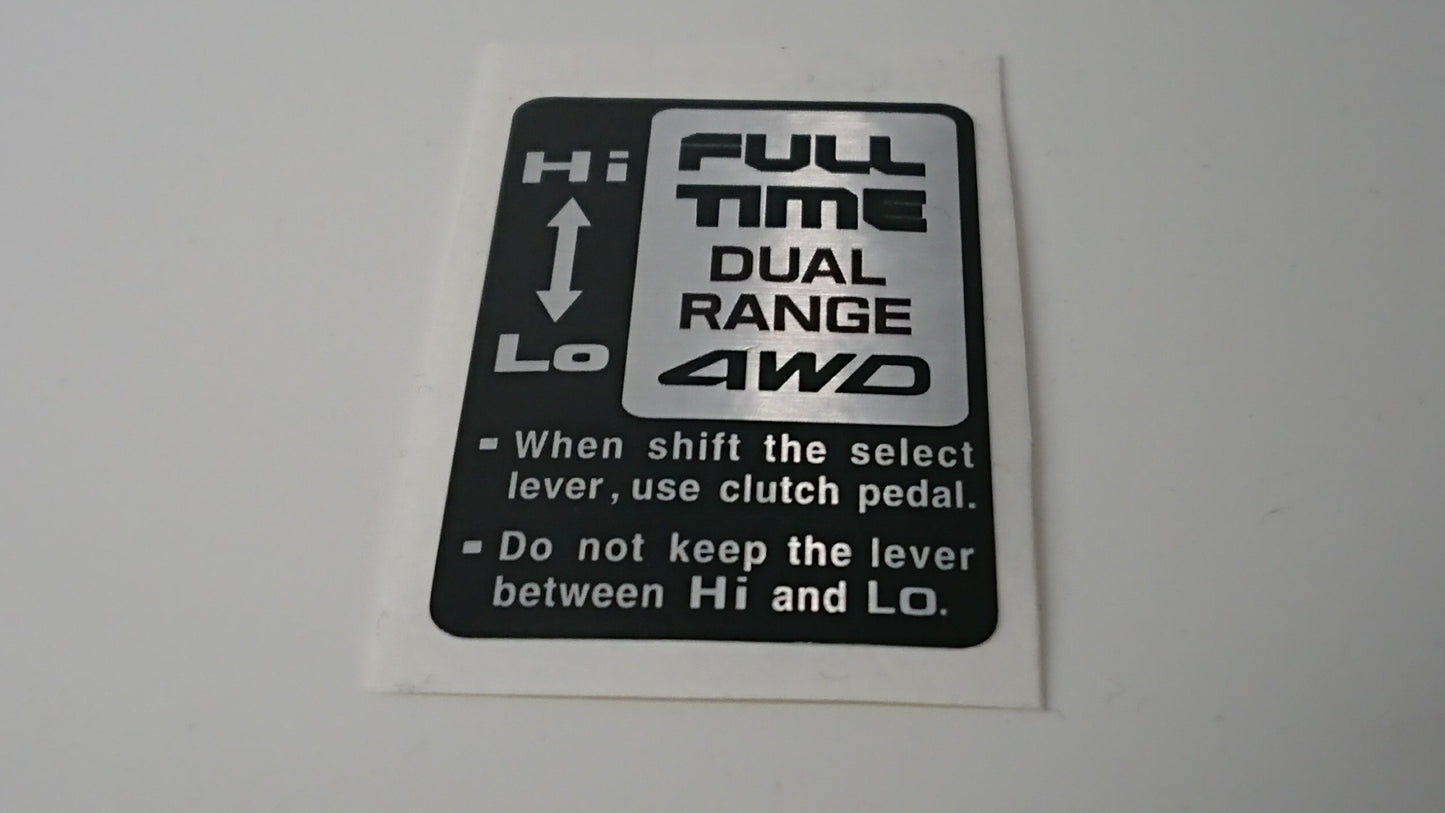 Hi
Lo
FULL
TIME
DUAL
RANGE
4WD
- When shift the select
lever, use clutch pedal.
- Do not keep the lever
between Hi and Lo.